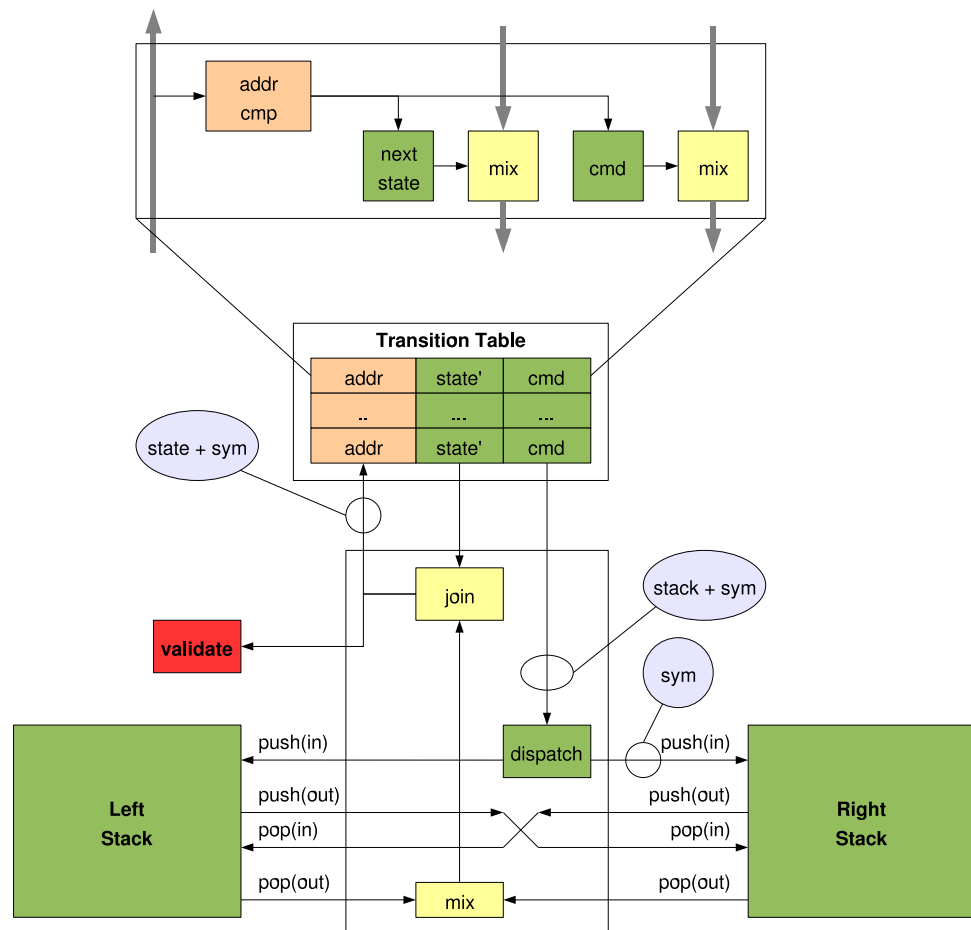 addr
cmp
next
state
mix
cmd
mix
Transition Table
addr
state'
cmd
..
...
...
addr
state'
cmd
state + sym
join
stack + sym
validate
sym
push(in)
dispatch
push(in)
push(out)
push(out)
Left
Stack
Right
Stack
pop(in)
pop(in)
pop(out)
mix
pop(out)